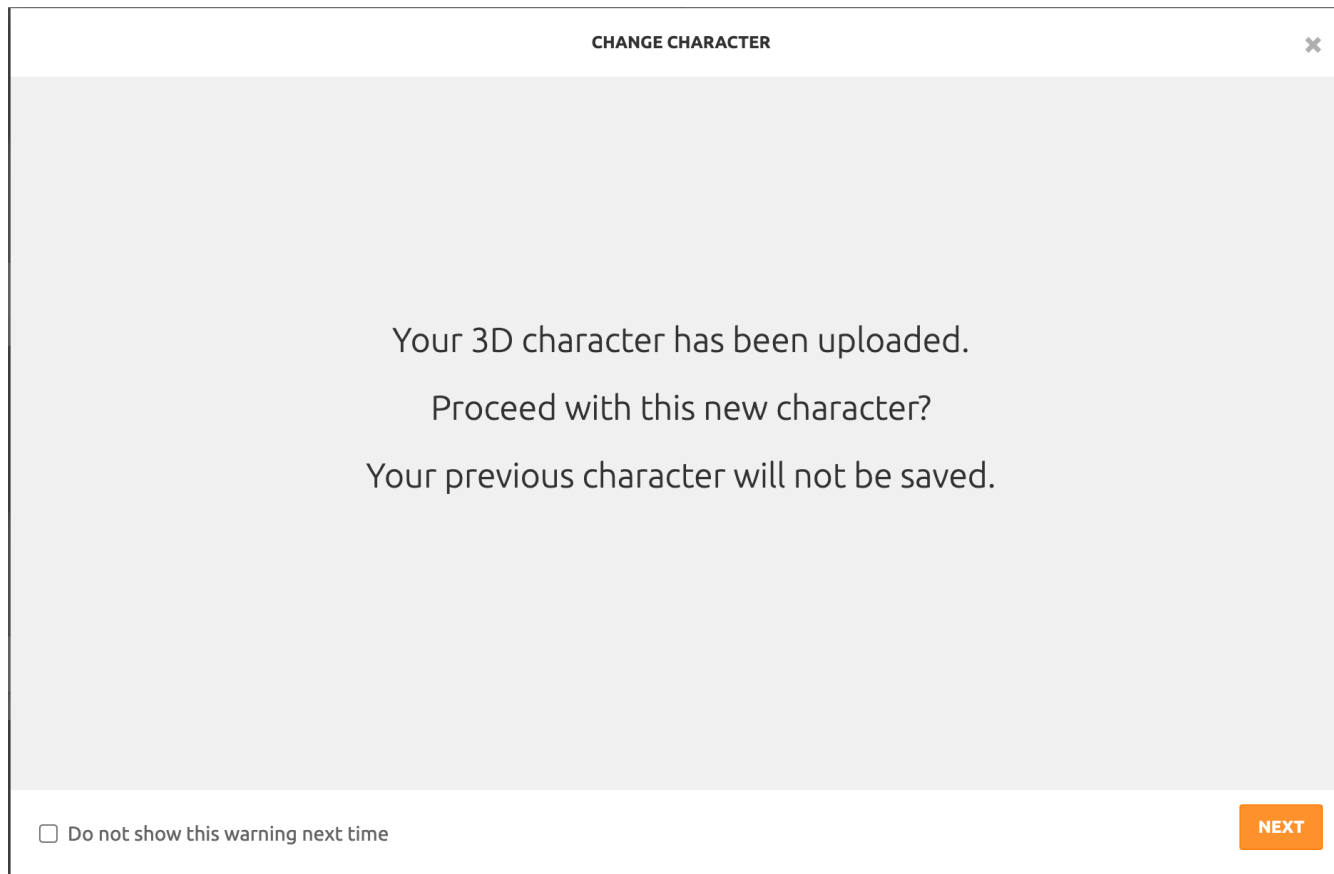 CHANGE CHARACTER
Your 3D character has been uploaded.
Proceed with this new character?
Your previous character will not be saved.
Do not show this warning next time
NEXT